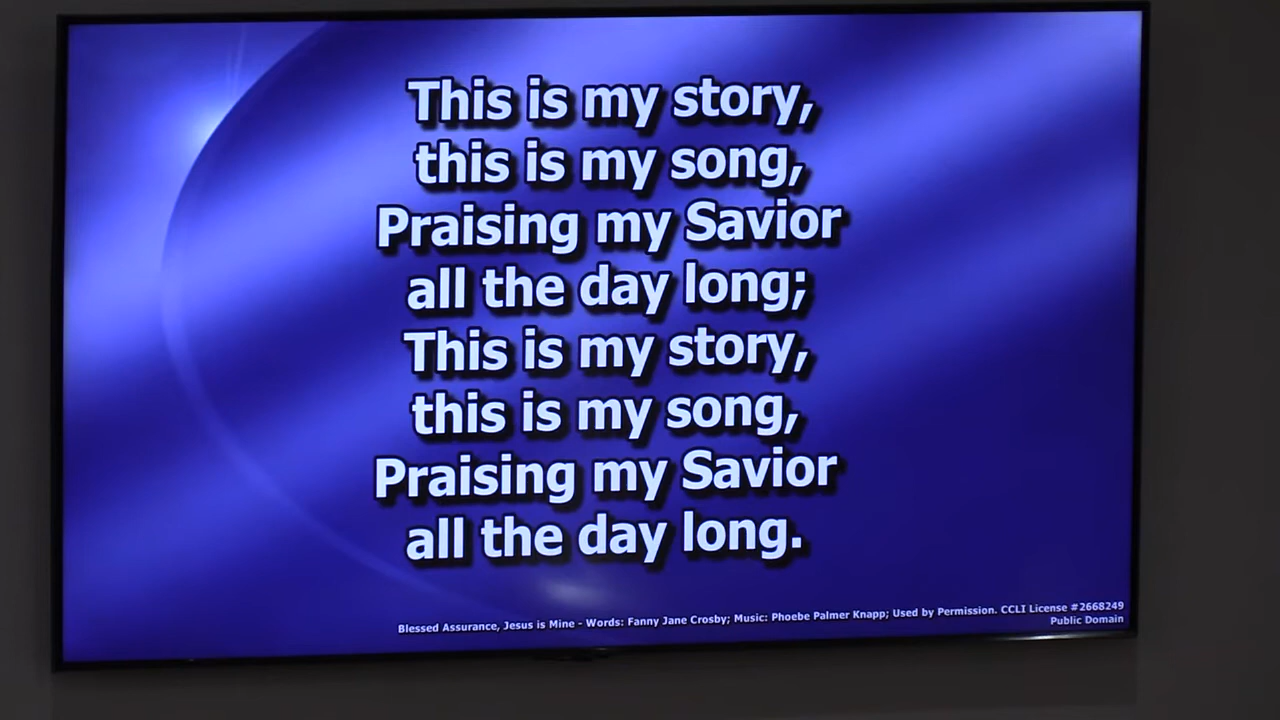 This is my story,
this is my song,
Praising my Savior
all the day long;
This is my story,
this is my song,
Praising my Savior
all the day long.
Blessed Assurance, Jesus is Mine - Words: Fanny Jane Crosby; Music: Phoebe Palmer Knapp; Used by Permission. CCLI License #2668249
Public Domain